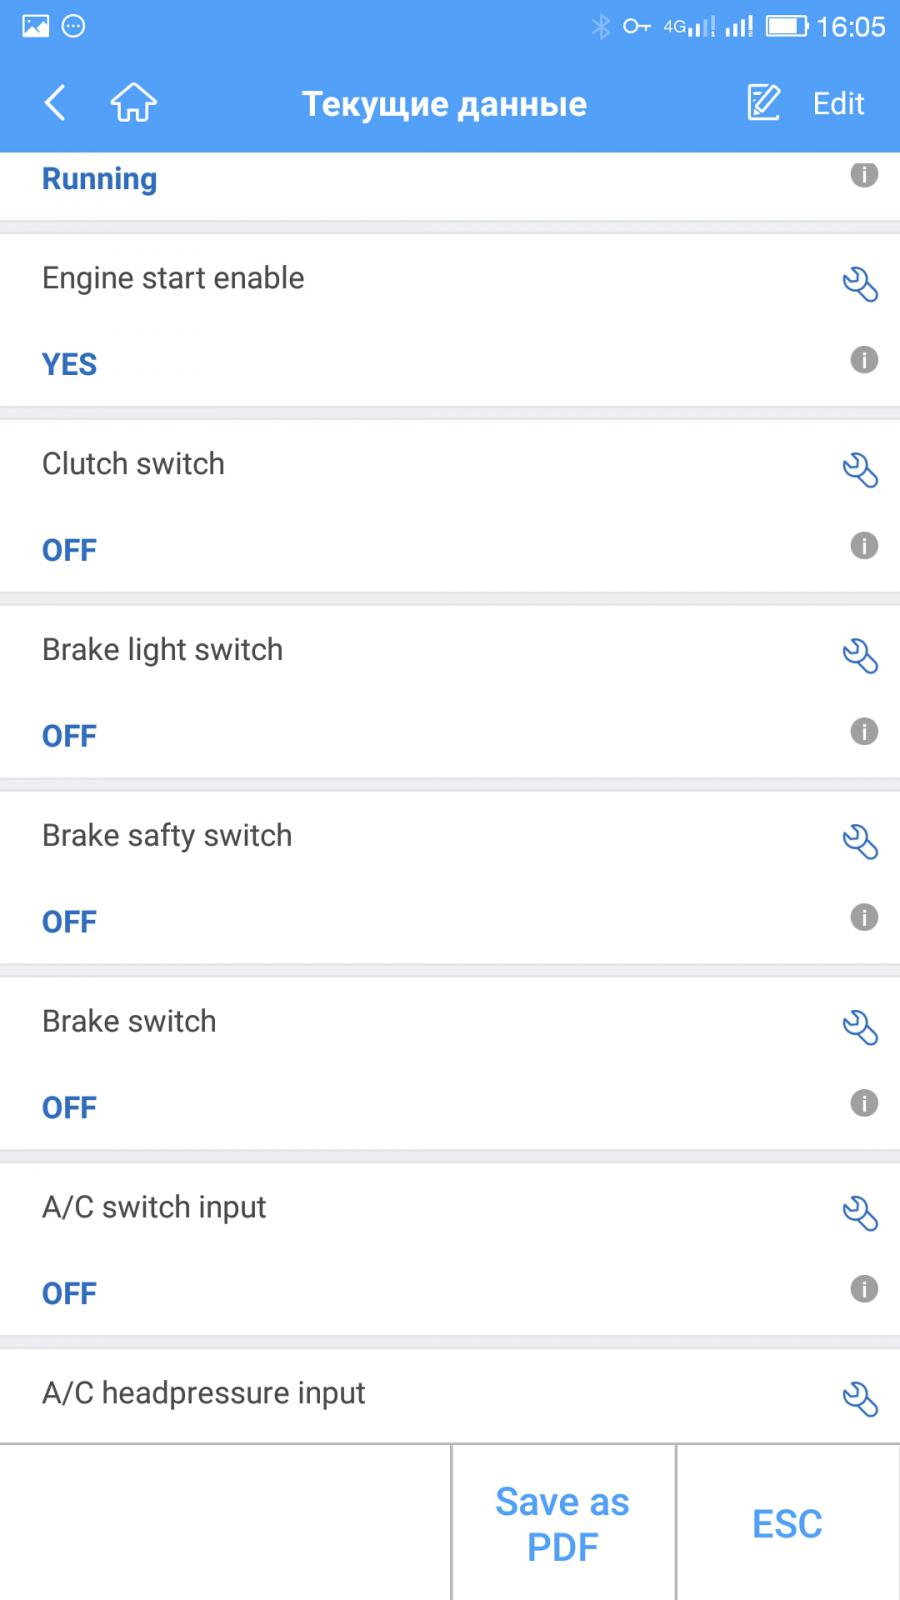 4G 16:05
Текущие данные Edit
Running
Engine start enable
YES
Clutch switch
OFF
Brake light switch
OFF
Brake safty switch
OFF
Brake switch
OFF
A/C switch input
OFF
A/C headpressure input
Save as
PDF
ESC